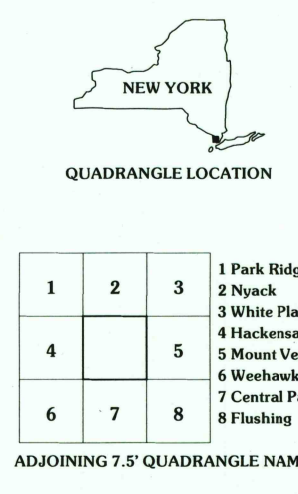 NEW YORK
QUADRANGLE LOCATION
1 2 3
4 5
6 7 8
1 Park Ridg
2 Nyack
3 White Pla
4 Hackensa
5 Mount Ve
6 Weehawk
7 Central Pa
8 Flushing
ADJOINING 7.5' QUADRANGLE NAM